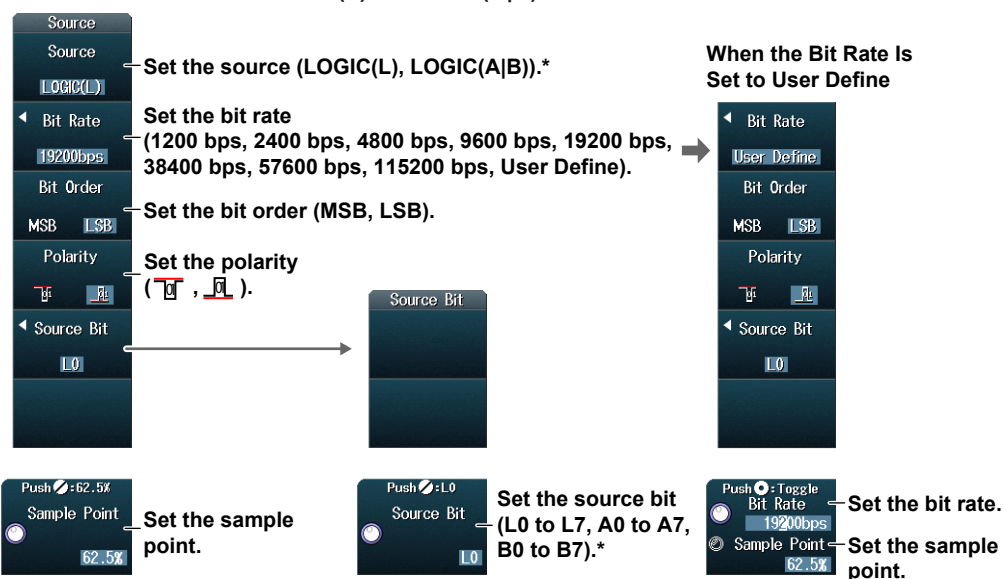 Source
Source
LOGIC(L)
Set the source (LOGIC(L), LOGIC(A|B)).*
Bit Rate
19200bps
Set the bit rate
(1200 bps, 2400 bps, 4800 bps, 9600 bps, 19200 bps,
38400 bps, 57600 bps, 115200 bps, User Define).
Bit Order
MSB LSB
Set the bit order (MSB, LSB).
Polarity
Set the polarity
( , ).
Source Bit
L0
Source Bit
When the Bit Rate Is
Set to User Define
Bit Rate
User Define
Bit Order
MSB LSB
Polarity
Source Bit
L0
Push :62.5%
Sample Point
62.5%
Set the sample
point.
Push :L0
Source Bit
L0
Set the source bit
(L0 to L7, A0 to A7,
B0 to B7).*
Push :Toggle
Bit Rate
19200bps
Sample Point
62.5%
Set the bit rate.
Set the sample
point.